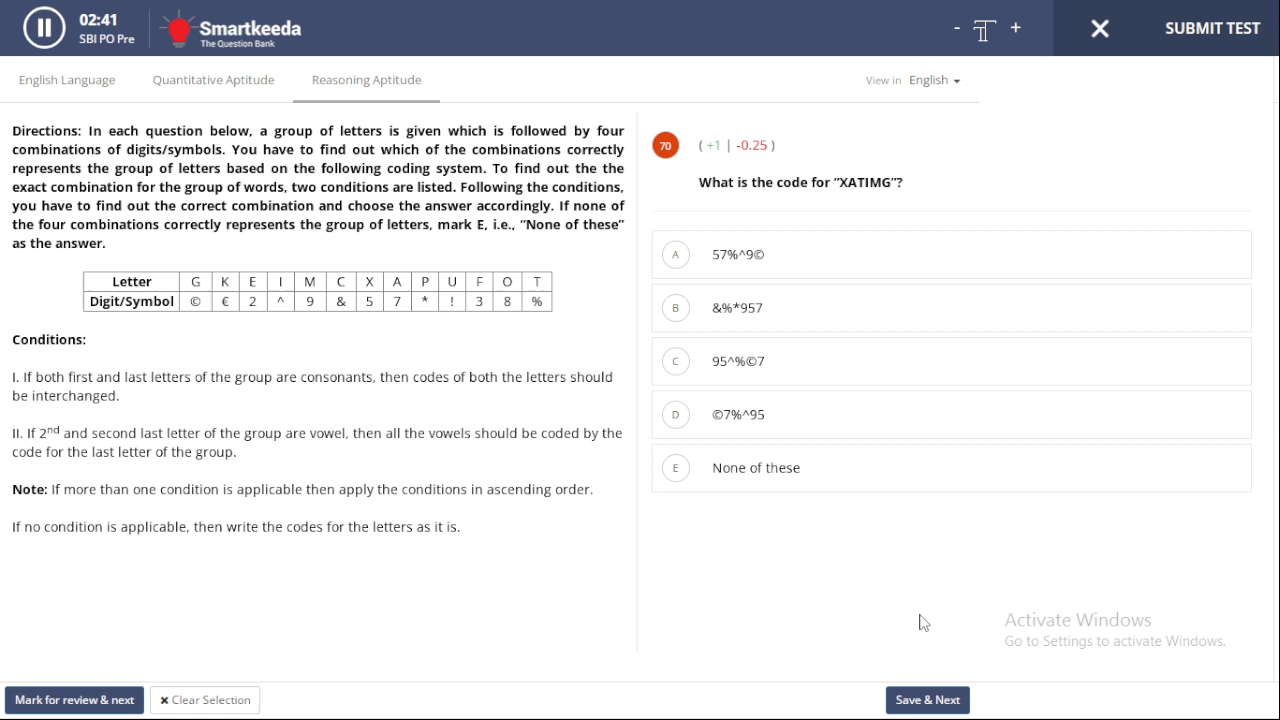 02:41
SBI PO Pre
Smartkeeda
The Question Bank
- T +
SUBMIT TEST
English Language
Quantitative Aptitude
Reasoning Aptitude
View in English
Directions: In each question below, a group of letters is given which is followed by four
combinations of digits/symbols. You have to find out which of the combinations correctly
represents the group of letters based on the following coding system. To find out the the
exact combination for the group of words, two conditions are listed. Following the conditions,
you have to find out the correct combination and choose the answer accordingly. If none of
the four combinations correctly represents the group of letters, mark E, i.e., “None of these”
as the answer.
Letter G K E I M C X A P U F O T
Digit/Symbol © € 2 ^ 9 & 5 7 * ! 3 8 %
Conditions:
I. If both first and last letters of the group are consonants, then codes of both the letters should
be interchanged.
II. If 2nd and second last letter of the group are vowel, then all the vowels should be coded by the
code for the last letter of the group.
Note: If more than one condition is applicable then apply the conditions in ascending order.
If no condition is applicable, then write the codes for the letters as it is.
70 ( +1 | -0.25 )
What is the code for “XATIMG”?
A 57%^9©
B &%*957
C 95^%©7
D ©7%^95
E None of these
Activate Windows
Go to Settings to activate Windows.
Mark for review & next
Clear Selection
Save & Next